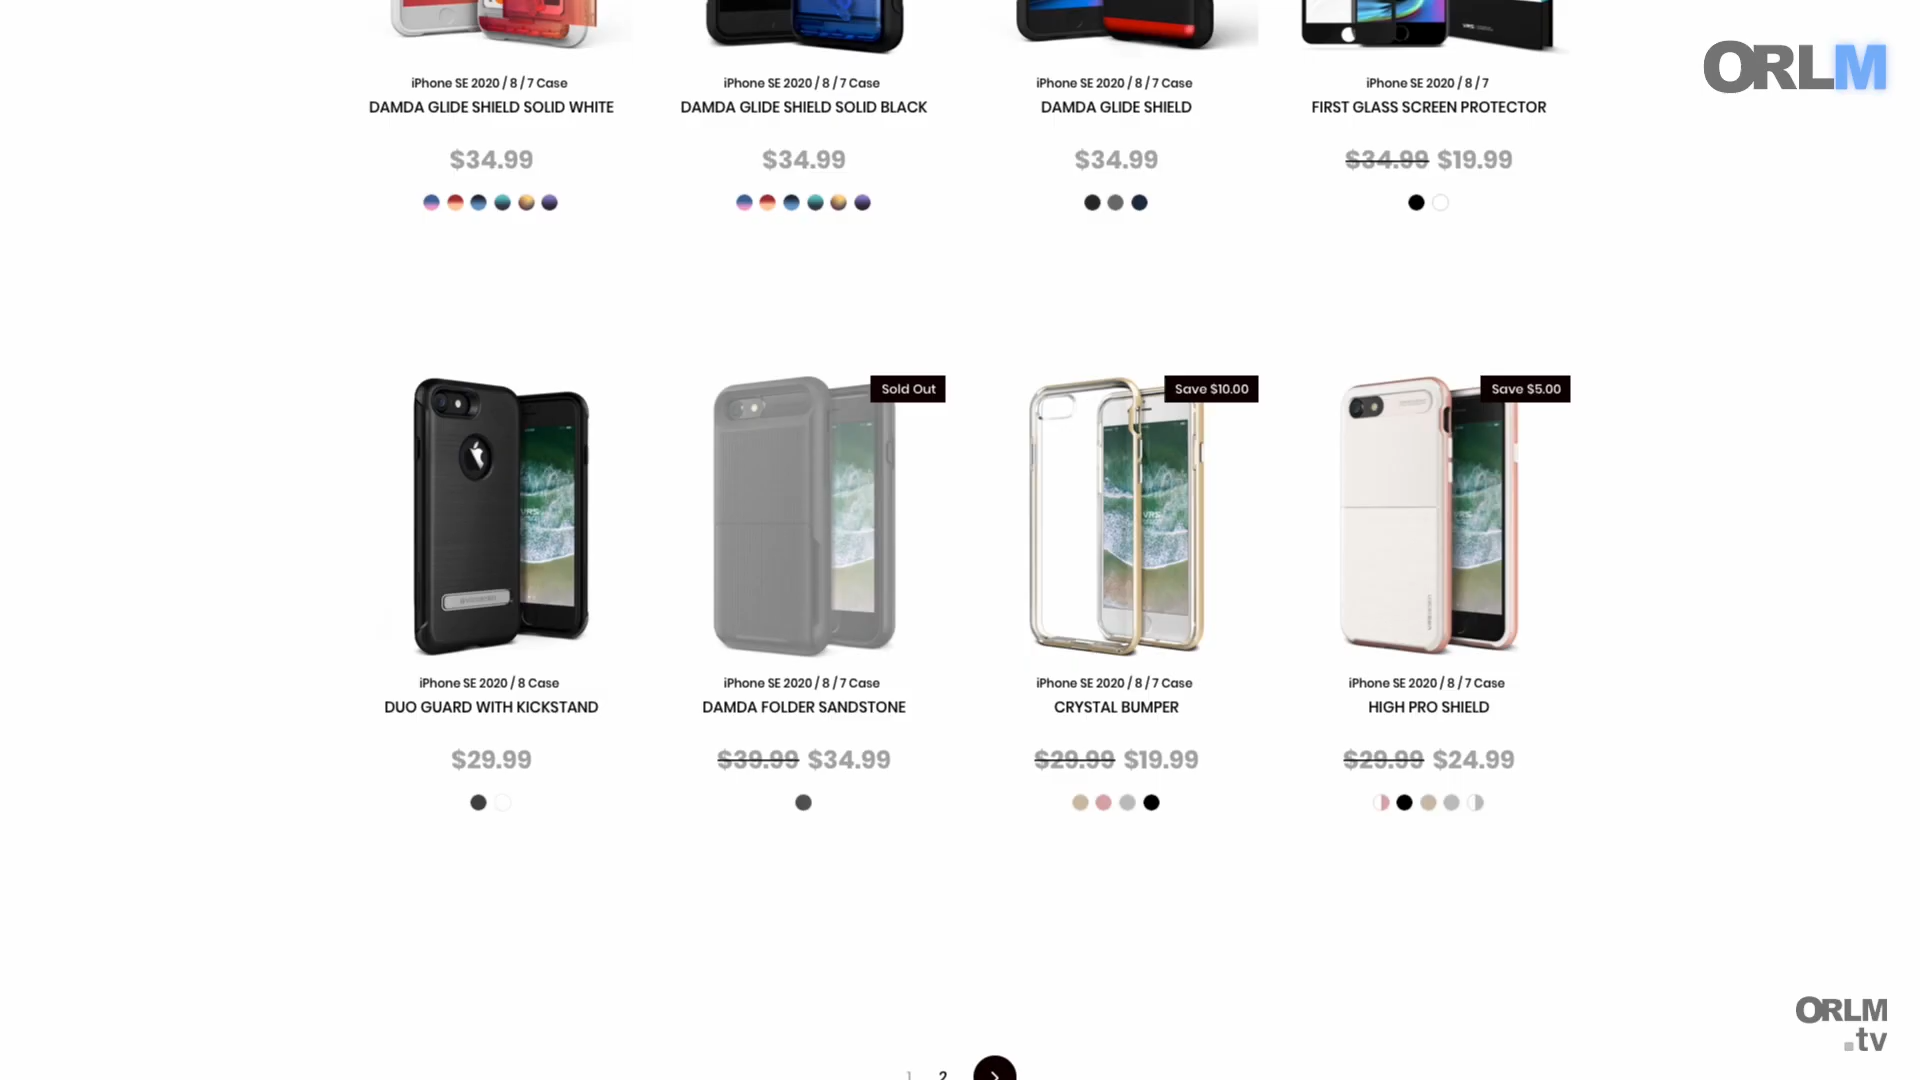 ORLM
VRS
iPhone SE 2020 / 8 / 7 Case
DAMDA GLIDE SHIELD SOLID WHITE
$34.99
iPhone SE 2020 / 8 / 7 Case
DAMDA GLIDE SHIELD SOLID BLACK
$34.99
iPhone SE 2020 / 8 / 7 Case
DAMDA GLIDE SHIELD
$34.99
iPhone SE 2020 / 8 / 7
FIRST GLASS SCREEN PROTECTOR
$34.99 $19.99
iPhone SE 2020 / 8 Case
DUO GUARD WITH KICKSTAND
$29.99
Sold Out
iPhone SE 2020 / 8 / 7 Case
DAMDA FOLDER SANDSTONE
$39.99 $34.99
Save $10.00
iPhone SE 2020 / 8 / 7 Case
CRYSTAL BUMPER
$29.99 $19.99
Save $5.00
iPhone SE 2020 / 8 / 7 Case
HIGH PRO SHIELD
$29.99 $24.99
1 2
ORLM
.tv